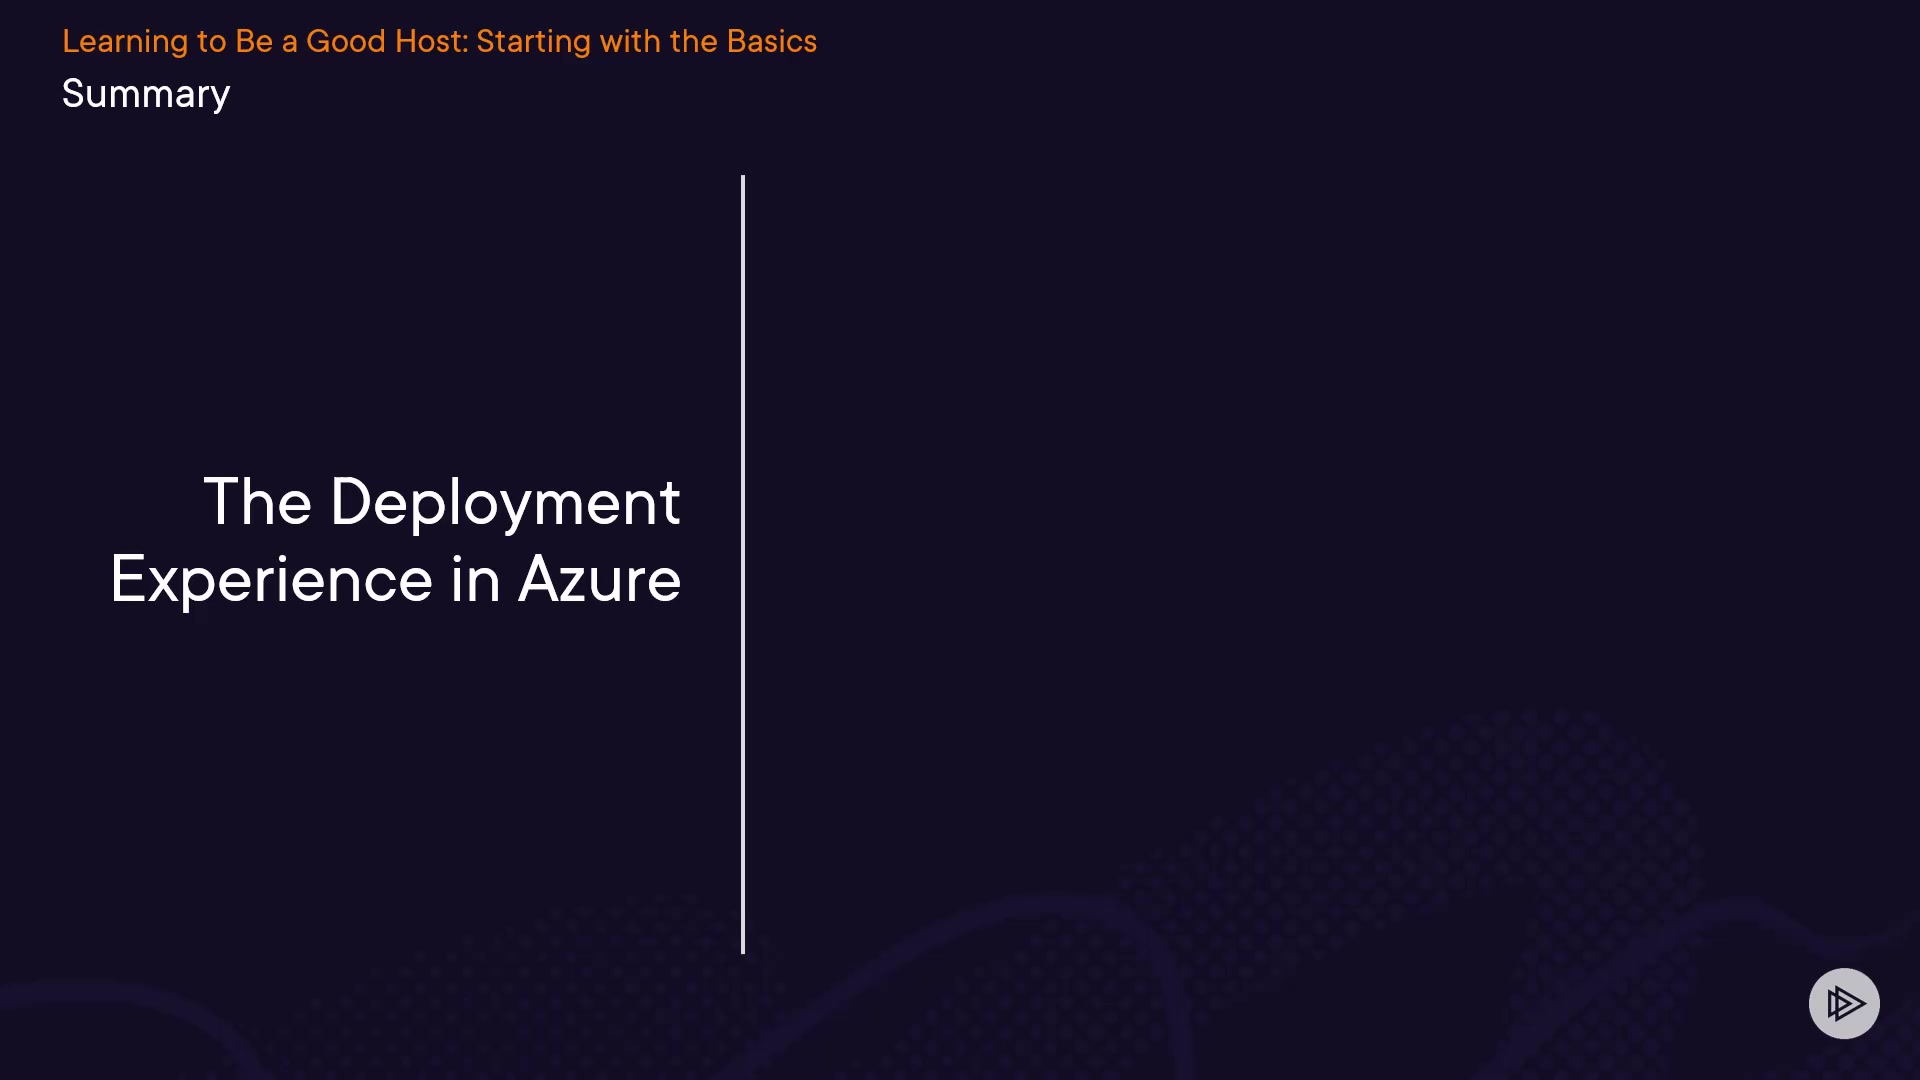 Learning to Be a Good Host: Starting with the Basics
Summary
The Deployment
Experience in Azure